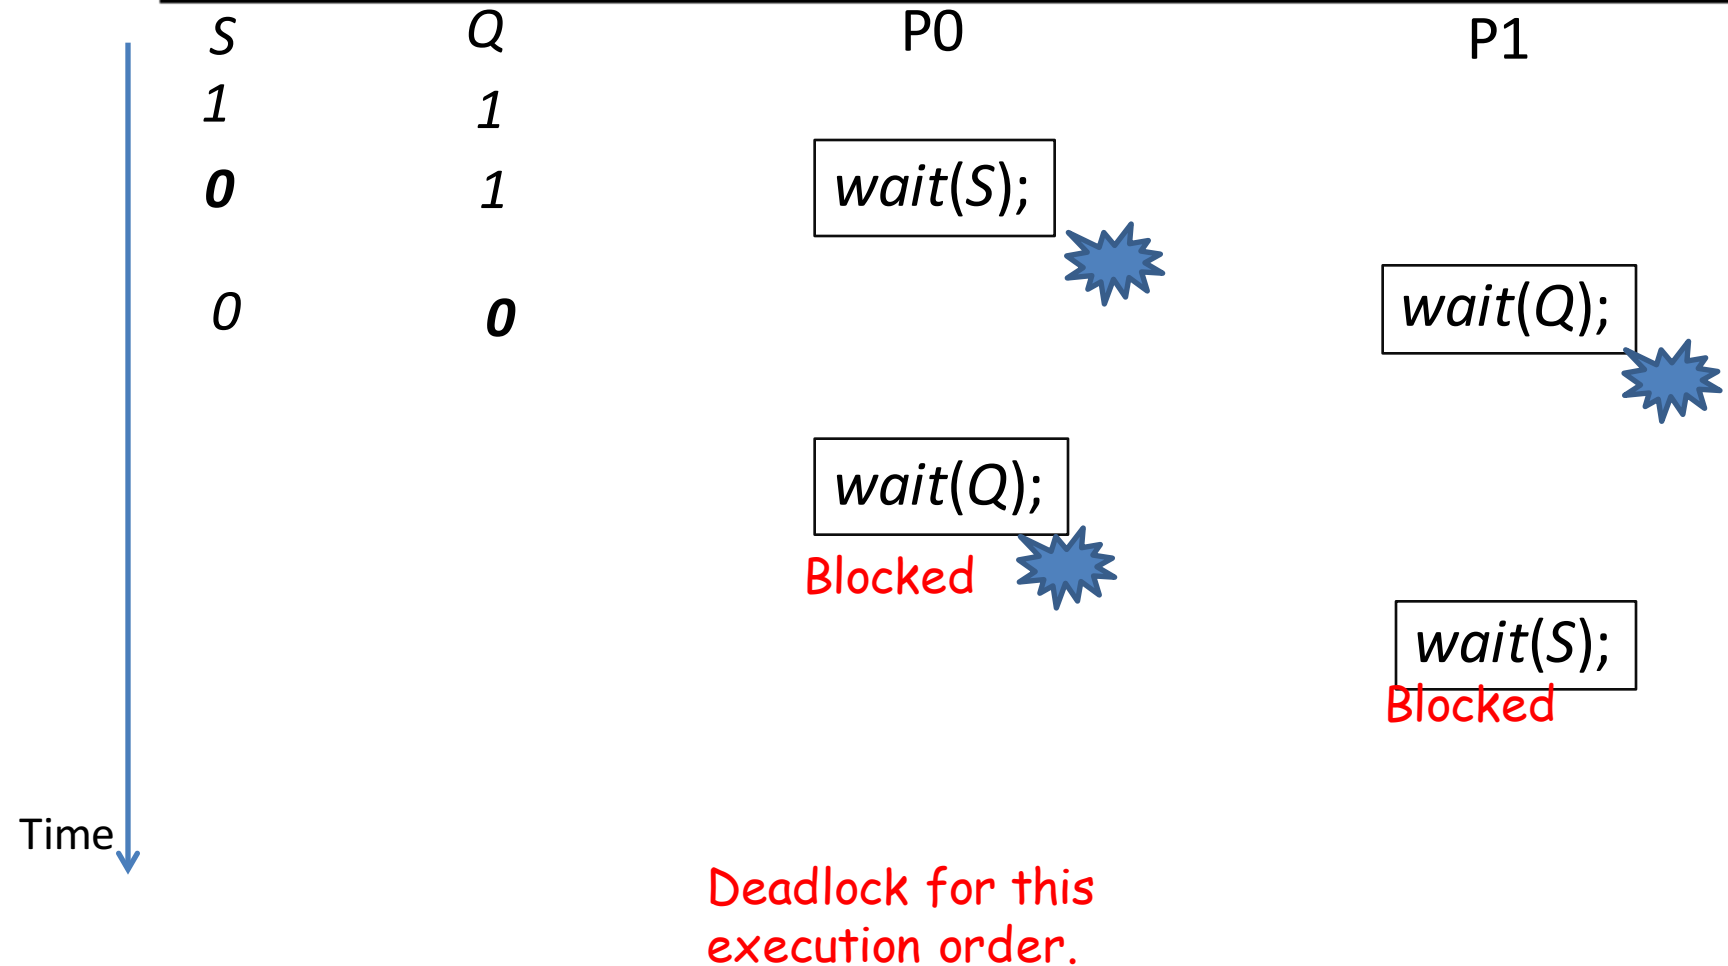 S Q P0 P1
1 1
0 1 wait(S);
0 0 wait(Q);
wait(Q);
Blocked
wait(S);
Blocked
Time
Deadlock for this
execution order.